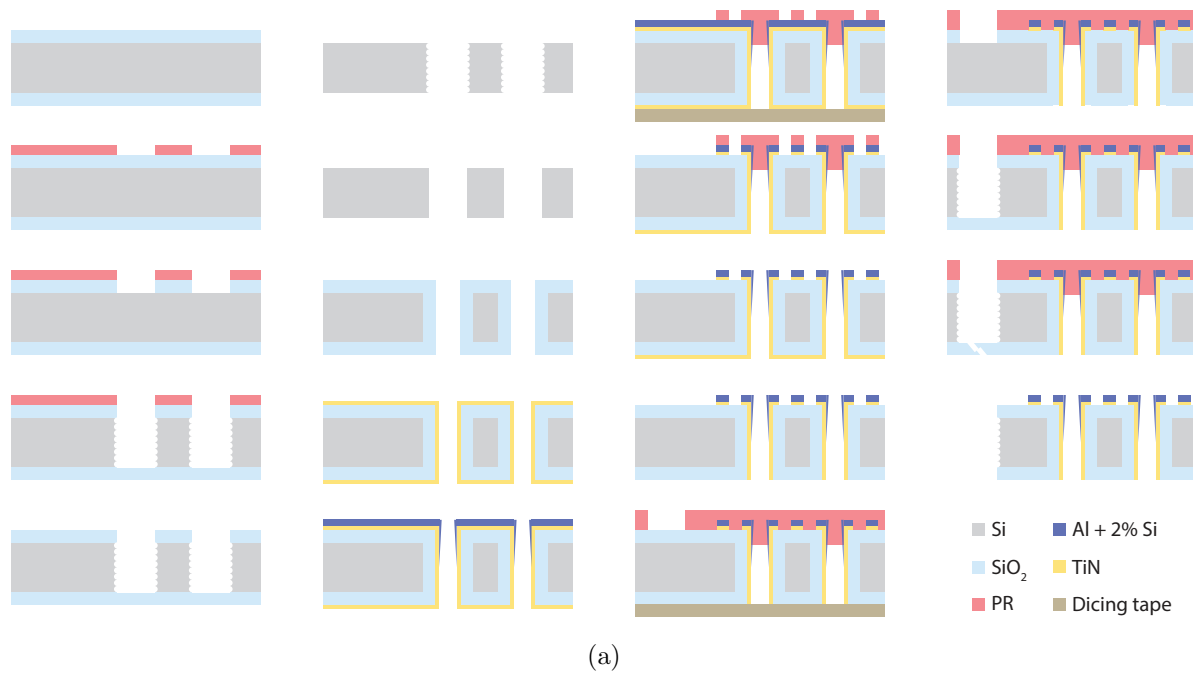 Si
Al + 2% Si
SiO₂
TiN
PR
Dicing tape
(a)